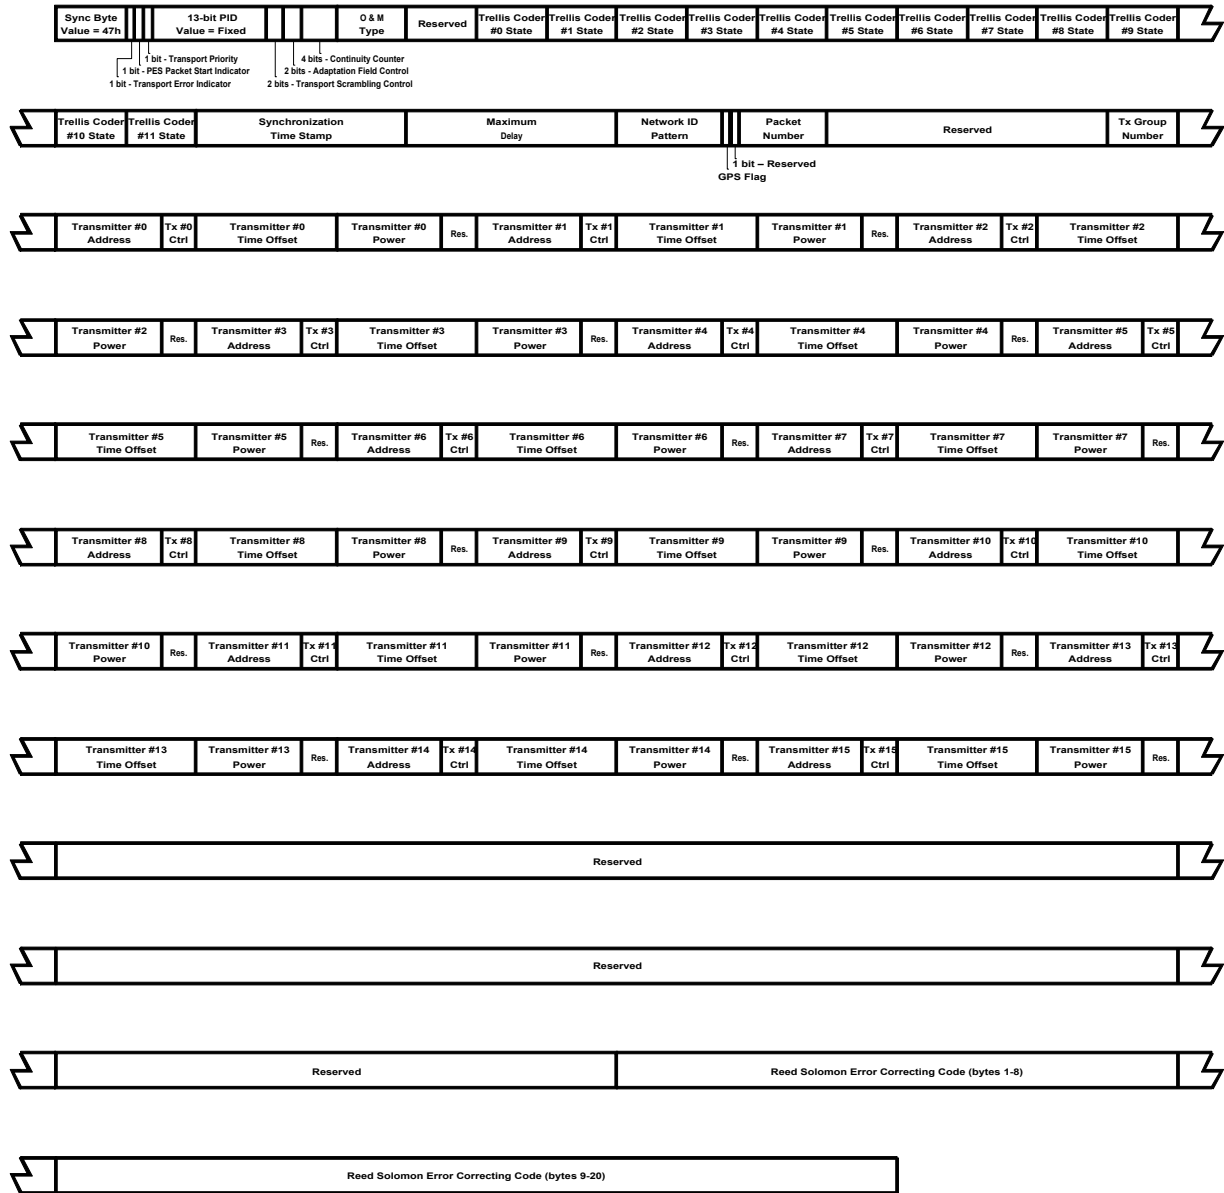 Sync Byte
Value = 47h
13-bit PID
Value = Fixed
O & M
Type
Reserved
Trellis Coder
#0 State
Trellis Coder
#1 State
Trellis Coder
#2 State
Trellis Coder
#3 State
Trellis Coder
#4 State
Trellis Coder
#5 State
Trellis Coder
#6 State
Trellis Coder
#7 State
Trellis Coder
#8 State
Trellis Coder
#9 State
1 bit - Transport Priority
1 bit - PES Packet Start Indicator
1 bit - Transport Error Indicator
4 bits - Continuity Counter
2 bits - Adaptation Field Control
2 bits - Transport Scrambling Control
Trellis Coder
#10 State
Trellis Coder
#11 State
Synchronization
Time Stamp
Maximum
Delay
Network ID
Pattern
Packet
Number
Reserved
Tx Group
Number
1 bit – Reserved
GPS Flag
Transmitter #0
Address
Tx #0
Ctrl
Transmitter #0
Time Offset
Transmitter #0
Power
Res.
Transmitter #1
Address
Tx #1
Ctrl
Transmitter #1
Time Offset
Transmitter #1
Power
Res.
Transmitter #2
Address
Tx #2
Ctrl
Transmitter #2
Time Offset
Transmitter #2
Power
Res.
Transmitter #3
Address
Tx #3
Ctrl
Transmitter #3
Time Offset
Transmitter #3
Power
Res.
Transmitter #4
Address
Tx #4
Ctrl
Transmitter #4
Time Offset
Transmitter #4
Power
Res.
Transmitter #5
Address
Tx #5
Ctrl
Transmitter #5
Time Offset
Transmitter #5
Power
Res.
Transmitter #6
Address
Tx #6
Ctrl
Transmitter #6
Time Offset
Transmitter #6
Power
Res.
Transmitter #7
Address
Tx #7
Ctrl
Transmitter #7
Time Offset
Transmitter #7
Power
Res.
Transmitter #8
Address
Tx #8
Ctrl
Transmitter #8
Time Offset
Transmitter #8
Power
Res.
Transmitter #9
Address
Tx #9
Ctrl
Transmitter #9
Time Offset
Transmitter #9
Power
Res.
Transmitter #10
Address
Tx #10
Ctrl
Transmitter #10
Time Offset
Transmitter #10
Power
Res.
Transmitter #11
Address
Tx #11
Ctrl
Transmitter #11
Time Offset
Transmitter #11
Power
Res.
Transmitter #12
Address
Tx #12
Ctrl
Transmitter #12
Time Offset
Transmitter #12
Power
Res.
Transmitter #13
Address
Tx #13
Ctrl
Transmitter #13
Time Offset
Transmitter #13
Power
Res.
Transmitter #14
Address
Tx #14
Ctrl
Transmitter #14
Time Offset
Transmitter #14
Power
Res.
Transmitter #15
Address
Tx #15
Ctrl
Transmitter #15
Time Offset
Transmitter #15
Power
Res.
Reserved
Reserved
Reserved
Reed Solomon Error Correcting Code (bytes 1-8)
Reed Solomon Error Correcting Code (bytes 9-20)